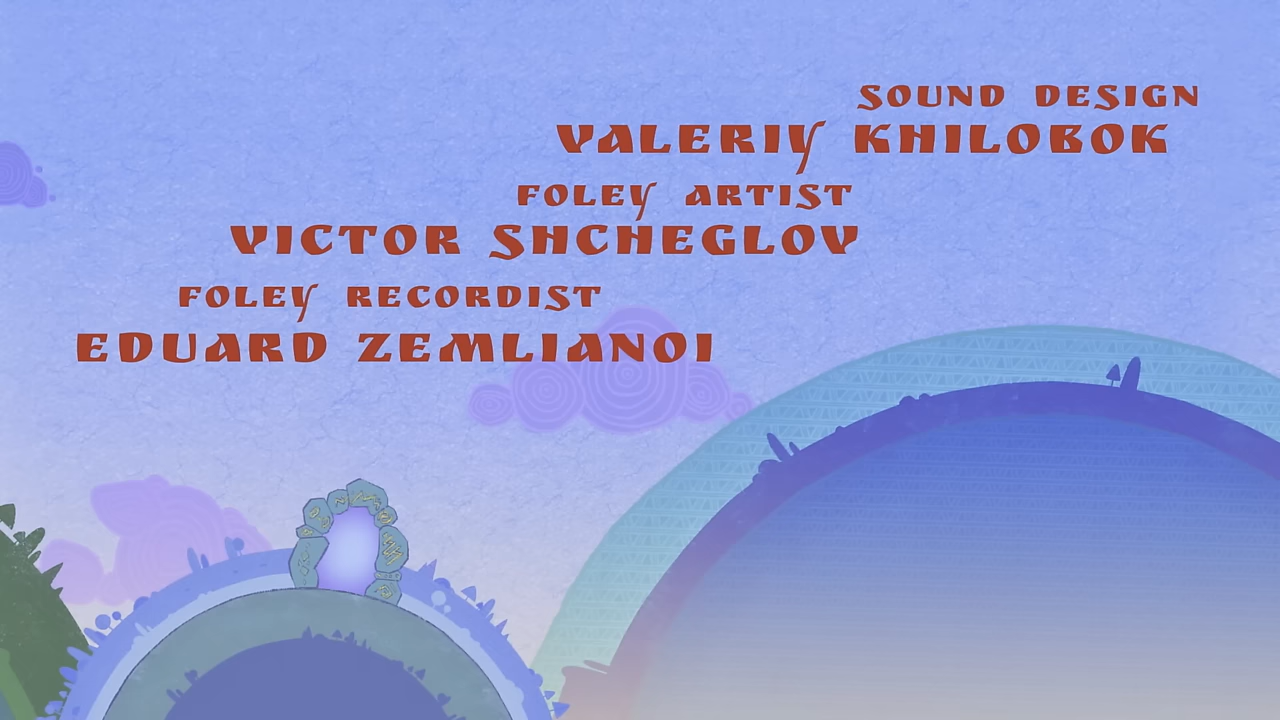 SOUND DESIGN
VALERIY KHILOBOK
FOLEY ARTIST
VICTOR SHCHEGLOV
FOLEY RECORDIST
EDUARD ZEMLIANOI